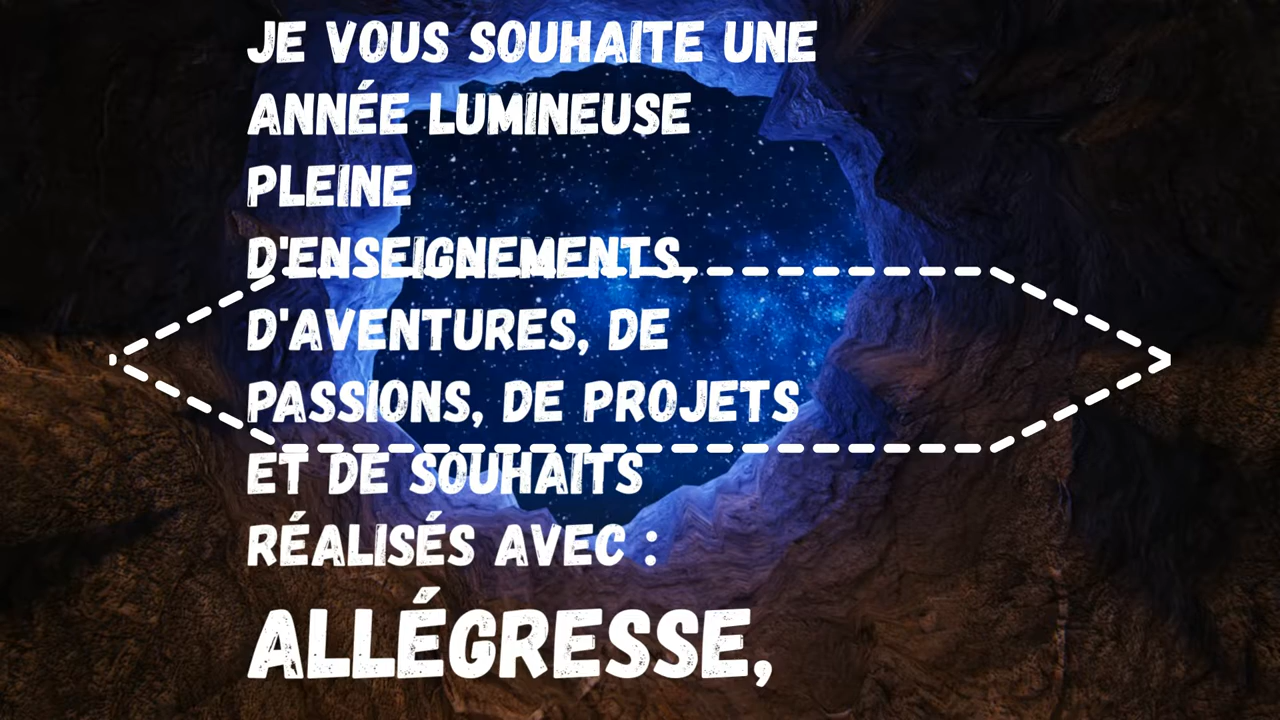 JE VOUS SOUHAITE UNE
ANNÉE LUMINEUSE
PLEINE
D'ENSEIGNEMENTS,
D'AVENTURES, DE
PASSIONS, DE PROJETS
ET DE SOUHAITS
RÉALISÉS AVEC :
ALLÉGRESSE,